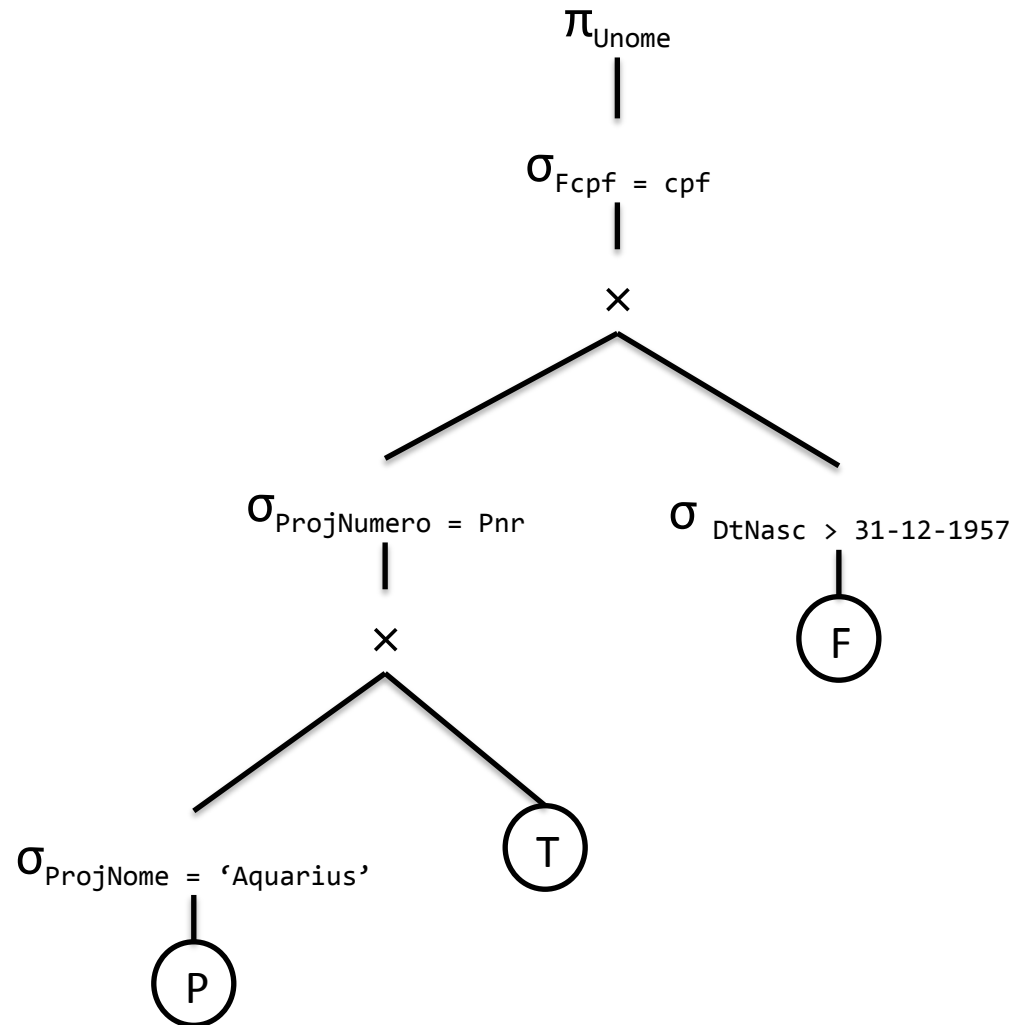 πUnome
σFcpf = cpf
×
σProjNumero = Pnr
σ DtNasc > 31-12-1957
×
F
T
σProjNome = ‘Aquarius’
P